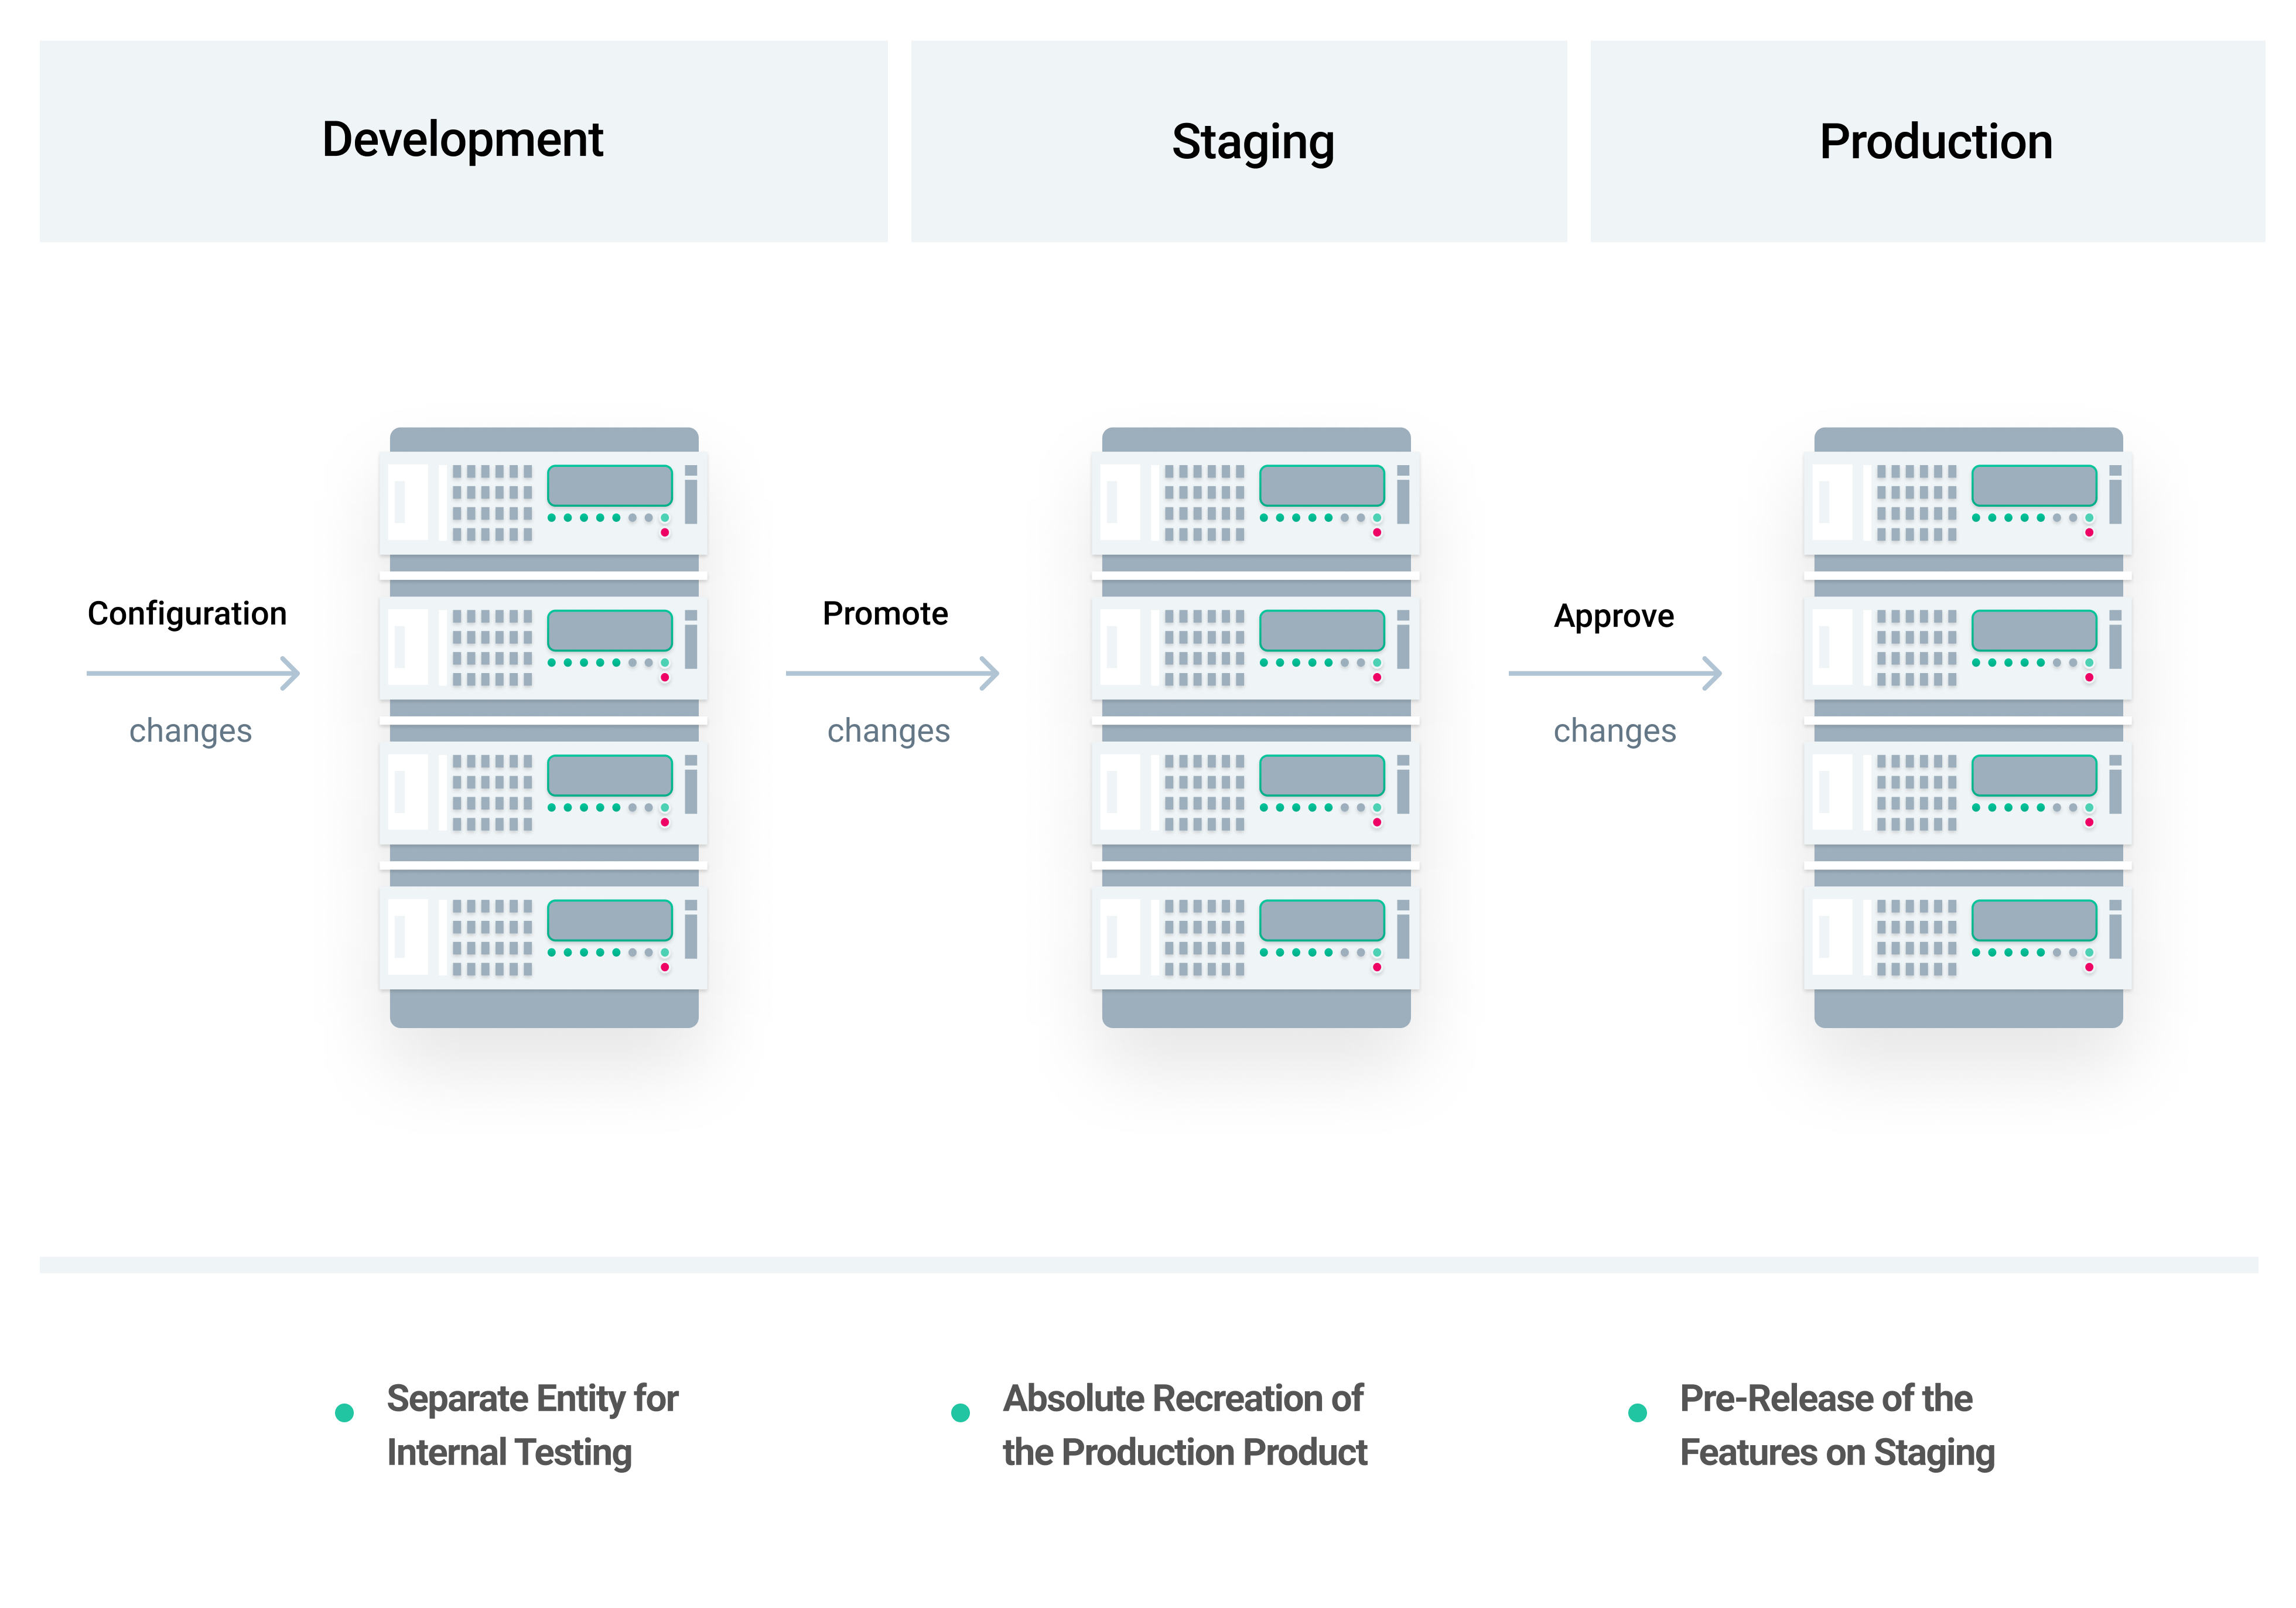 Development
Staging
Production
Configuration
changes
Promote
changes
Approve
changes
Separate Entity for
Internal Testing
Absolute Recreation of
the Production Product
Pre-Release of the
Features on Staging